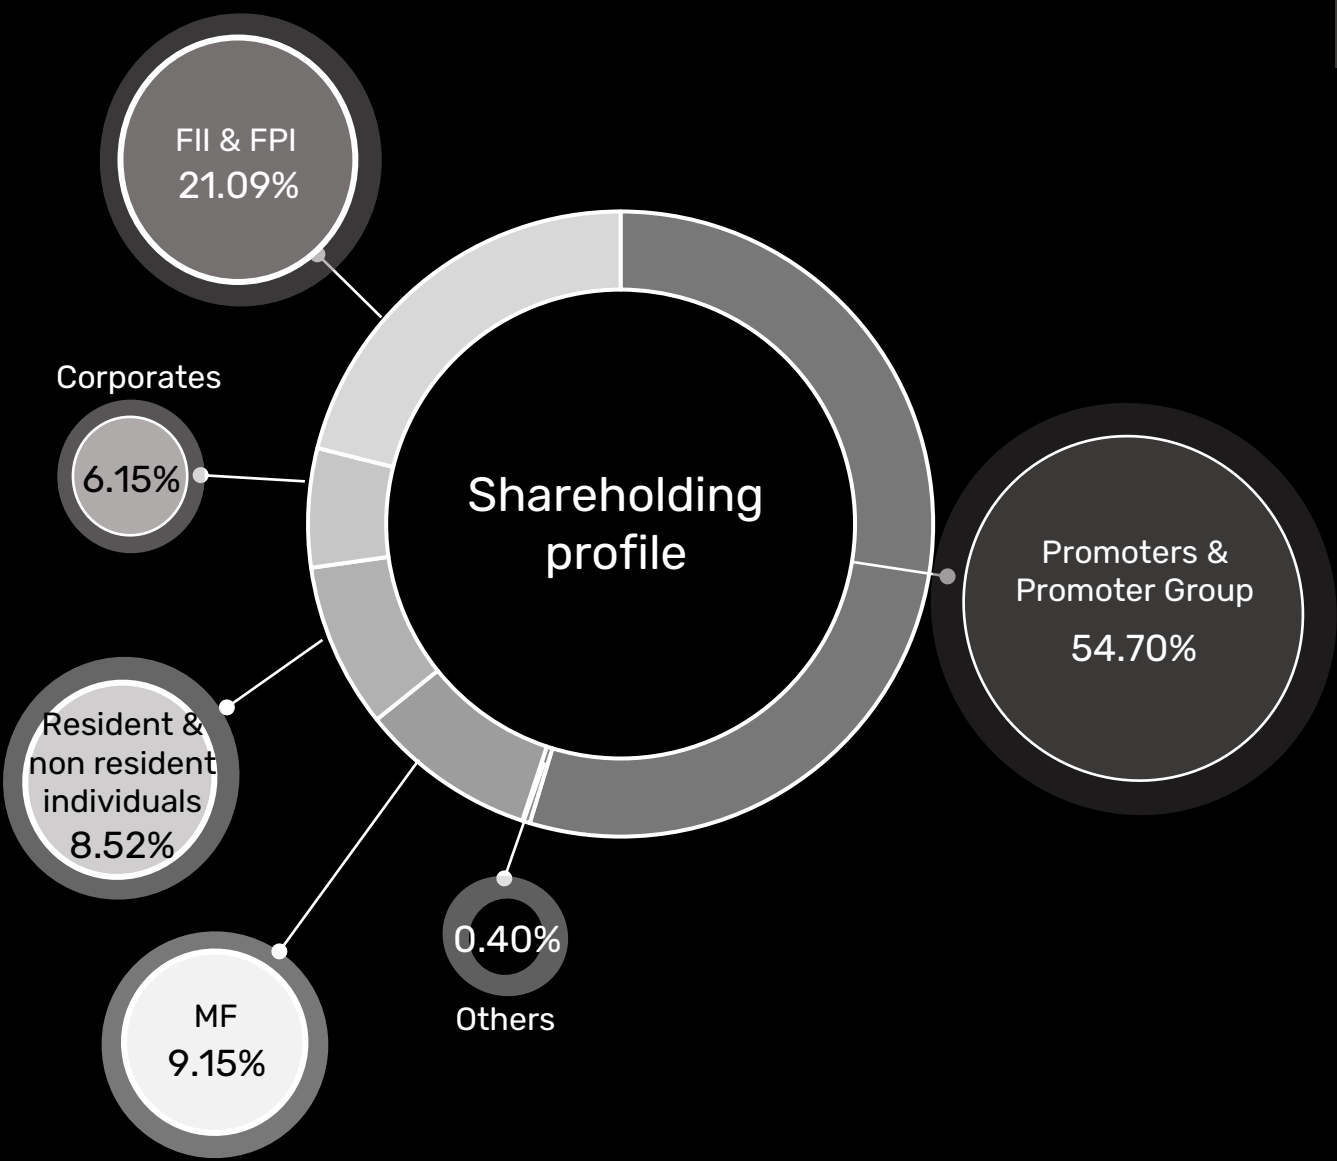 FII & FPI
21.09%
Corporates
6.15%
Shareholding
profile
Promoters &
Promoter Group
54.70%
Resident &
non resident
individuals
8.52%
0.40%
Others
MF
9.15%